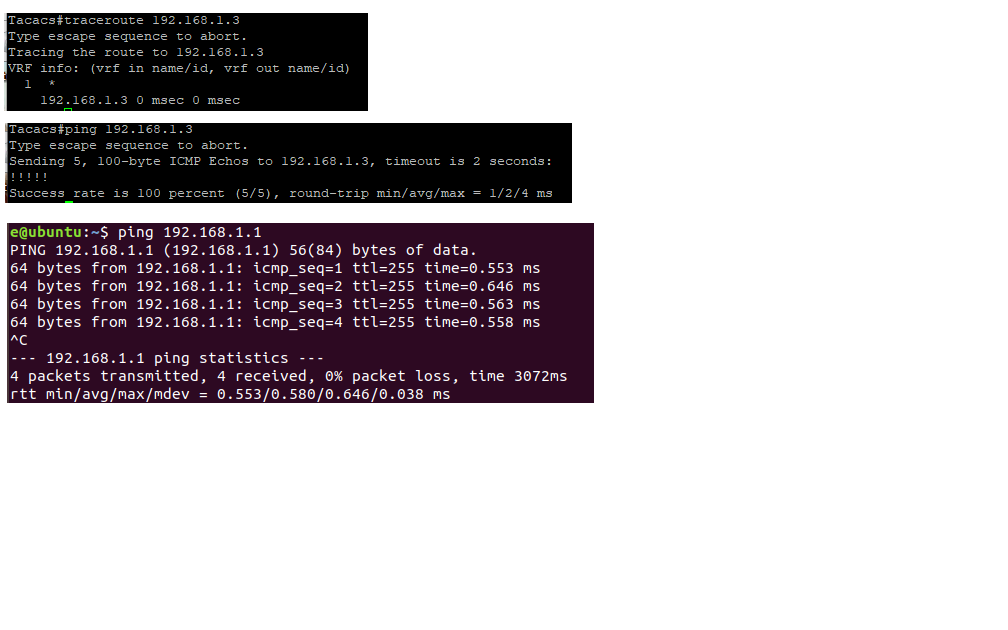 Tacacs#traceroute 192.168.1.3
Type escape sequence to abort.
Tracing the route to 192.168.1.3
VRF info: (vrf in name/id, vrf out name/id)
  1  *
    192.168.1.3 0 msec 0 msec
Tacacs#ping 192.168.1.3
Type escape sequence to abort.
Sending 5, 100-byte ICMP Echos to 192.168.1.3, timeout is 2 seconds:
!!!!!
Success rate is 100 percent (5/5), round-trip min/avg/max = 1/2/4 ms
e@ubuntu:~$ ping 192.168.1.1
PING 192.168.1.1 (192.168.1.1) 56(84) bytes of data.
64 bytes from 192.168.1.1: icmp_seq=1 ttl=255 time=0.553 ms
64 bytes from 192.168.1.1: icmp_seq=2 ttl=255 time=0.646 ms
64 bytes from 192.168.1.1: icmp_seq=3 ttl=255 time=0.563 ms
64 bytes from 192.168.1.1: icmp_seq=4 ttl=255 time=0.558 ms
^C
--- 192.168.1.1 ping statistics ---
4 packets transmitted, 4 received, 0% packet loss, time 3072ms
rtt min/avg/max/mdev = 0.553/0.580/0.646/0.038 ms